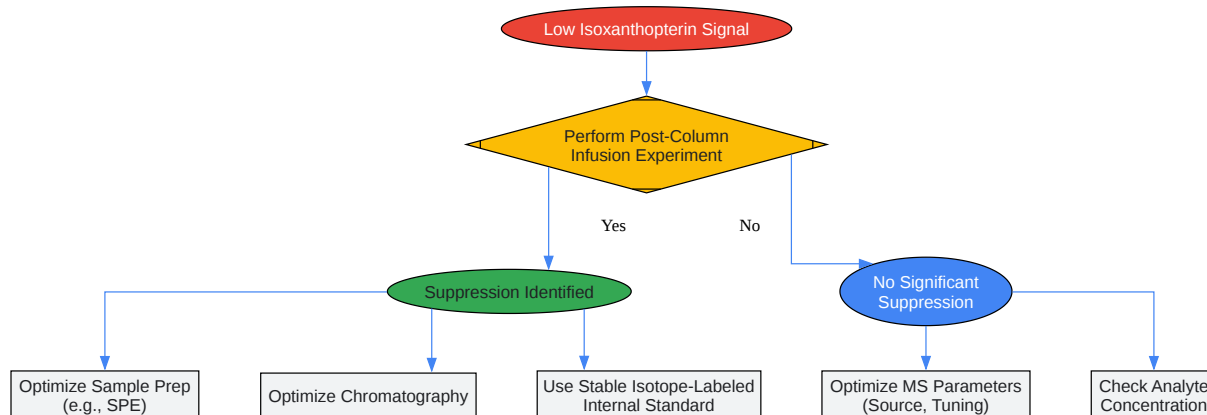 Low Isoxanthopterin Signal
Perform Post-Column
Infusion Experiment
Yes
No
Suppression Identified
No Significant
Suppression
Optimize Sample Prep
(e.g., SPE)
Optimize Chromatography
Use Stable Isotope-Labeled
Internal Standard
Optimize MS Parameters
(Source, Tuning)
Check Analyte
Concentration